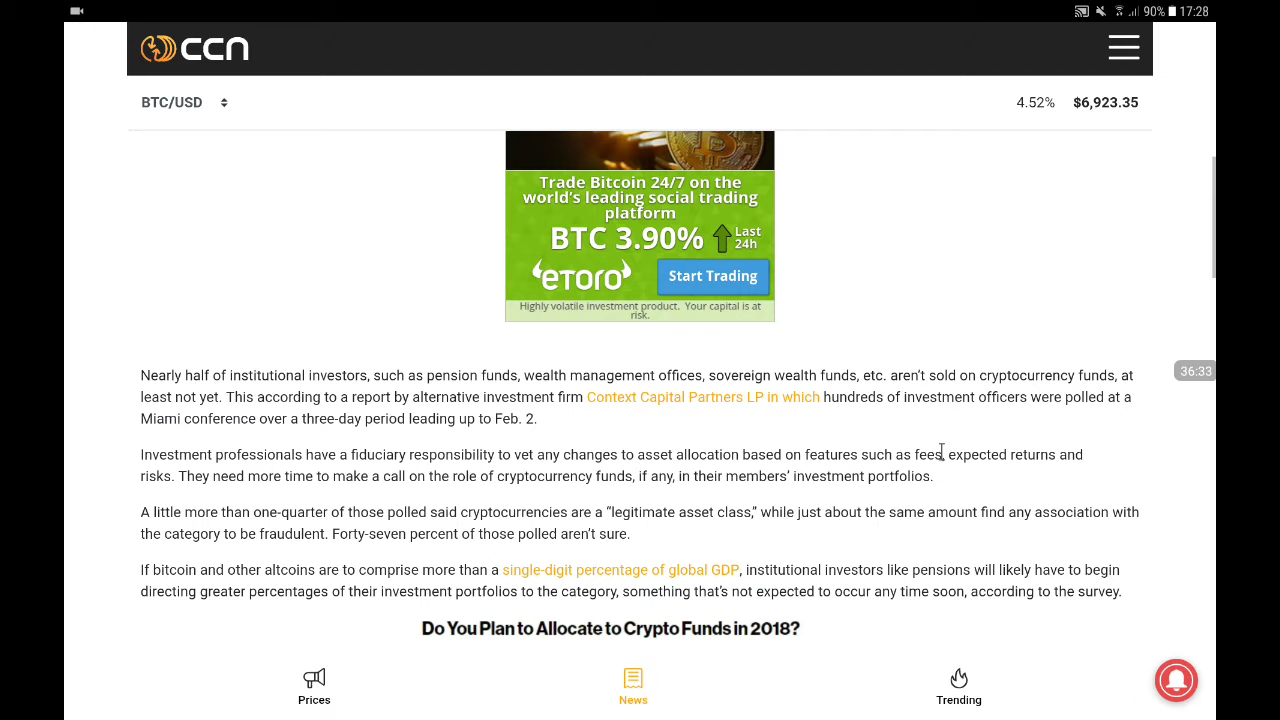 90% 17:28
ccn
BTC/USD 4.52% $6,923.35
Trade Bitcoin 24/7 on the
world's leading social trading
platform
BTC 3.90% Last
24h
eToro Start Trading
Highly volatile investment product. Your capital is at
risk.
Nearly half of institutional investors, such as pension funds, wealth management offices, sovereign wealth funds, etc. aren't sold on cryptocurrency funds, at
least not yet. This according to a report by alternative investment firm Context Capital Partners LP in which hundreds of investment officers were polled at a
Miami conference over a three-day period leading up to Feb. 2.
36:33
Investment professionals have a fiduciary responsibility to vet any changes to asset allocation based on features such as fees, expected returns and
risks. They need more time to make a call on the role of cryptocurrency funds, if any, in their members' investment portfolios.
A little more than one-quarter of those polled said cryptocurrencies are a “legitimate asset class,” while just about the same amount find any association with
the category to be fraudulent. Forty-seven percent of those polled aren't sure.
If bitcoin and other altcoins are to comprise more than a single-digit percentage of global GDP, institutional investors like pensions will likely have to begin
directing greater percentages of their investment portfolios to the category, something that's not expected to occur any time soon, according to the survey.
Do You Plan to Allocate to Crypto Funds in 2018?
Prices News Trending